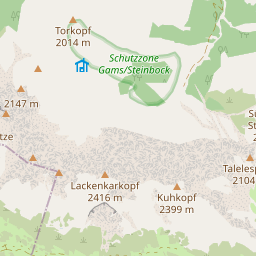 Torkopf
2014 m
Schutzzone
Gams/Steinbock
2147 m
Lackenkarkopf
2416 m
Kuhkopf
2399 m
2104